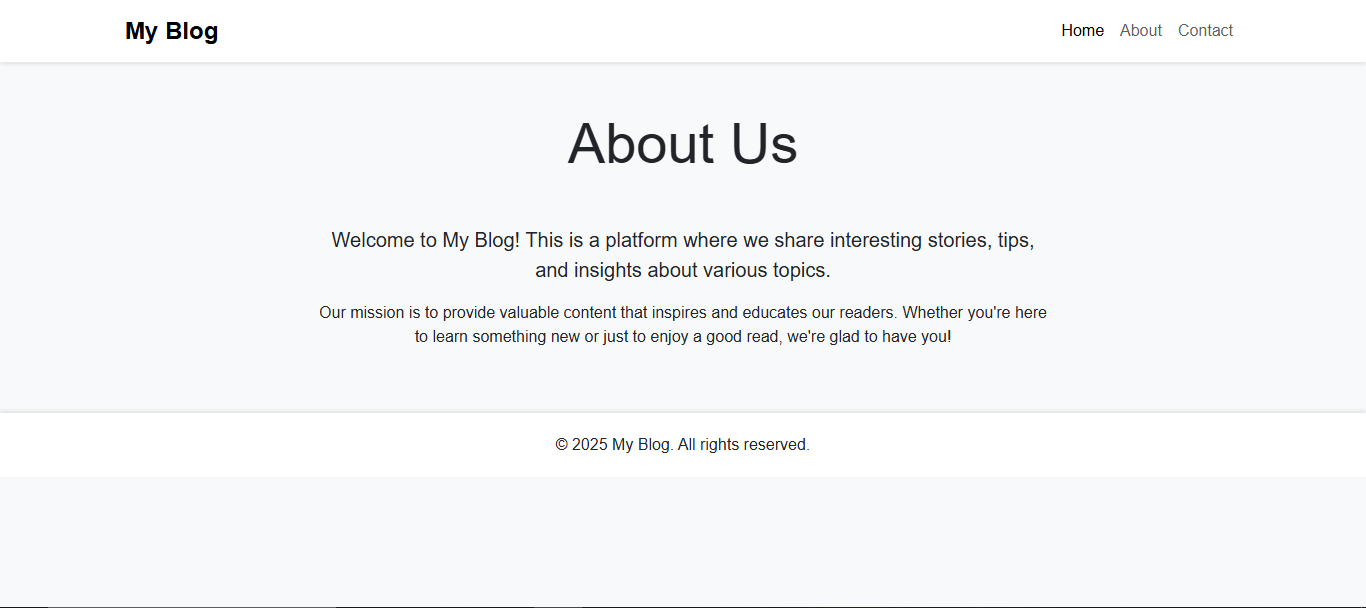 My Blog
Home About Contact
About Us
Welcome to My Blog! This is a platform where we share interesting stories, tips,
and insights about various topics.
Our mission is to provide valuable content that inspires and educates our readers. Whether you're here
to learn something new or just to enjoy a good read, we're glad to have you!
© 2025 My Blog. All rights reserved.